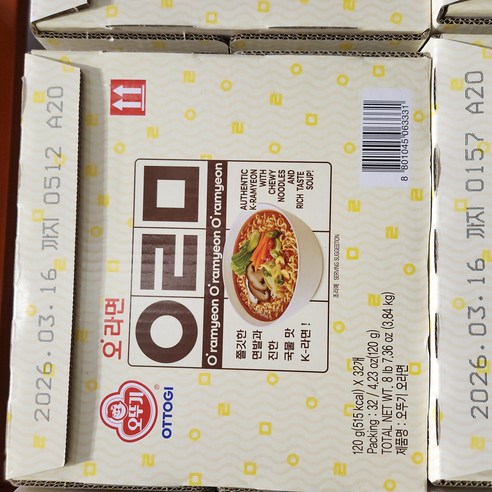 2026.03.16 까지 0512 A20
오라면
O'ramyeon O'ramyeon O'ramyeon
AUTHENTIC
K-RAMYEON
WITH
CHEWY
NOODLES
AND
RICH TASTE
SOUP!
쫄깃한
면발과
진한
국물 맛
K-라면!
조리예 SERVING SUGGESTION
오뚜기
OTTOGI
8 801045 063331
120 g(515 kcal) X 32개
Packing : 32 / 4.23 oz(120 g)
TOTAL NET WT. 8 lb 7.36 oz (3.84 kg)
제품명 : 오뚜기 오라면
2026.03.16 까지 0157 A20